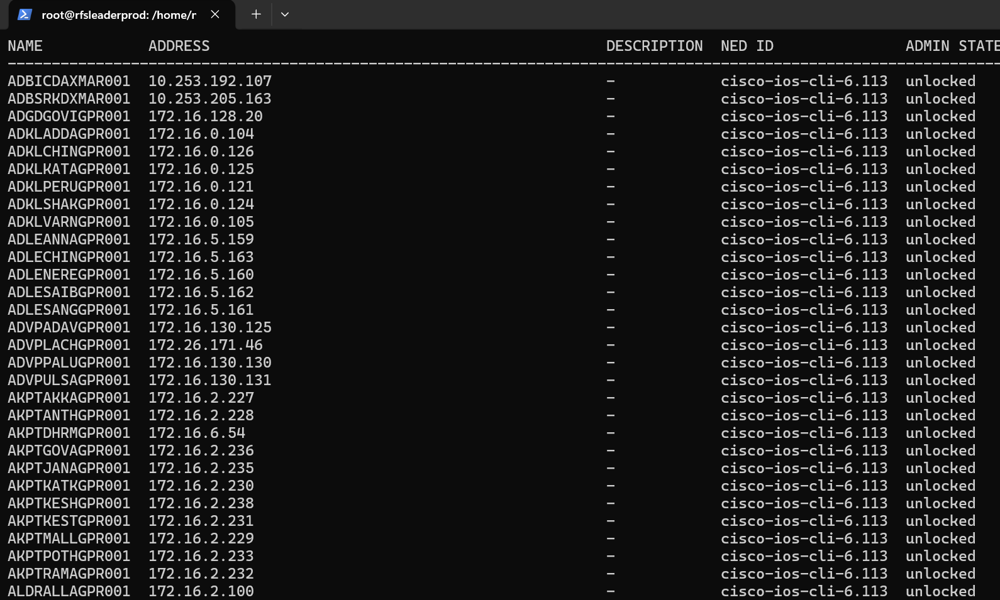 root@rfsleaderprod: /home/r
NAME ADDRESS DESCRIPTION NED ID ADMIN STATE
--------------------------------------------------------------------------------------------------------------------
ADBICDAXMAR001 10.253.192.107 - cisco-ios-cli-6.113 unlocked
ADBSRKDXMAR001 10.253.205.163 - cisco-ios-cli-6.113 unlocked
ADGDGOVIGPR001 172.16.128.20 - cisco-ios-cli-6.113 unlocked
ADKLADDAGPR001 172.16.0.104 - cisco-ios-cli-6.113 unlocked
ADKLCHINGPR001 172.16.0.126 - cisco-ios-cli-6.113 unlocked
ADKLKATAGPR001 172.16.0.125 - cisco-ios-cli-6.113 unlocked
ADKLPERUGPR001 172.16.0.121 - cisco-ios-cli-6.113 unlocked
ADKLSHAKGPR001 172.16.0.124 - cisco-ios-cli-6.113 unlocked
ADKLVARNGPR001 172.16.0.105 - cisco-ios-cli-6.113 unlocked
ADLEANNAGPR001 172.16.5.159 - cisco-ios-cli-6.113 unlocked
ADLECHINGPR001 172.16.5.163 - cisco-ios-cli-6.113 unlocked
ADLENEREGPR001 172.16.5.160 - cisco-ios-cli-6.113 unlocked
ADLESAIBGPR001 172.16.5.162 - cisco-ios-cli-6.113 unlocked
ADLESANGGPR001 172.16.5.161 - cisco-ios-cli-6.113 unlocked
ADVPADAVGPR001 172.16.130.125 - cisco-ios-cli-6.113 unlocked
ADVPLACHGPR001 172.26.171.46 - cisco-ios-cli-6.113 unlocked
ADVPPALUGPR001 172.16.130.130 - cisco-ios-cli-6.113 unlocked
ADVPULSAGPR001 172.16.130.131 - cisco-ios-cli-6.113 unlocked
AKPTAKKAGPR001 172.16.2.227 - cisco-ios-cli-6.113 unlocked
AKPTANTHGPR001 172.16.2.228 - cisco-ios-cli-6.113 unlocked
AKPTDHRMGPR001 172.16.6.54 - cisco-ios-cli-6.113 unlocked
AKPTGOVAGPR001 172.16.2.236 - cisco-ios-cli-6.113 unlocked
AKPTJANAGPR001 172.16.2.235 - cisco-ios-cli-6.113 unlocked
AKPTKATKGPR001 172.16.2.230 - cisco-ios-cli-6.113 unlocked
AKPTKESHGPR001 172.16.2.238 - cisco-ios-cli-6.113 unlocked
AKPTKESTGPR001 172.16.2.231 - cisco-ios-cli-6.113 unlocked
AKPTMALLGPR001 172.16.2.229 - cisco-ios-cli-6.113 unlocked
AKPTPOTHGPR001 172.16.2.233 - cisco-ios-cli-6.113 unlocked
AKPTRAMAGPR001 172.16.2.232 - cisco-ios-cli-6.113 unlocked
ALDRALLAGPR001 172.16.2.100 - cisco-ios-cli-6.113 unlocked